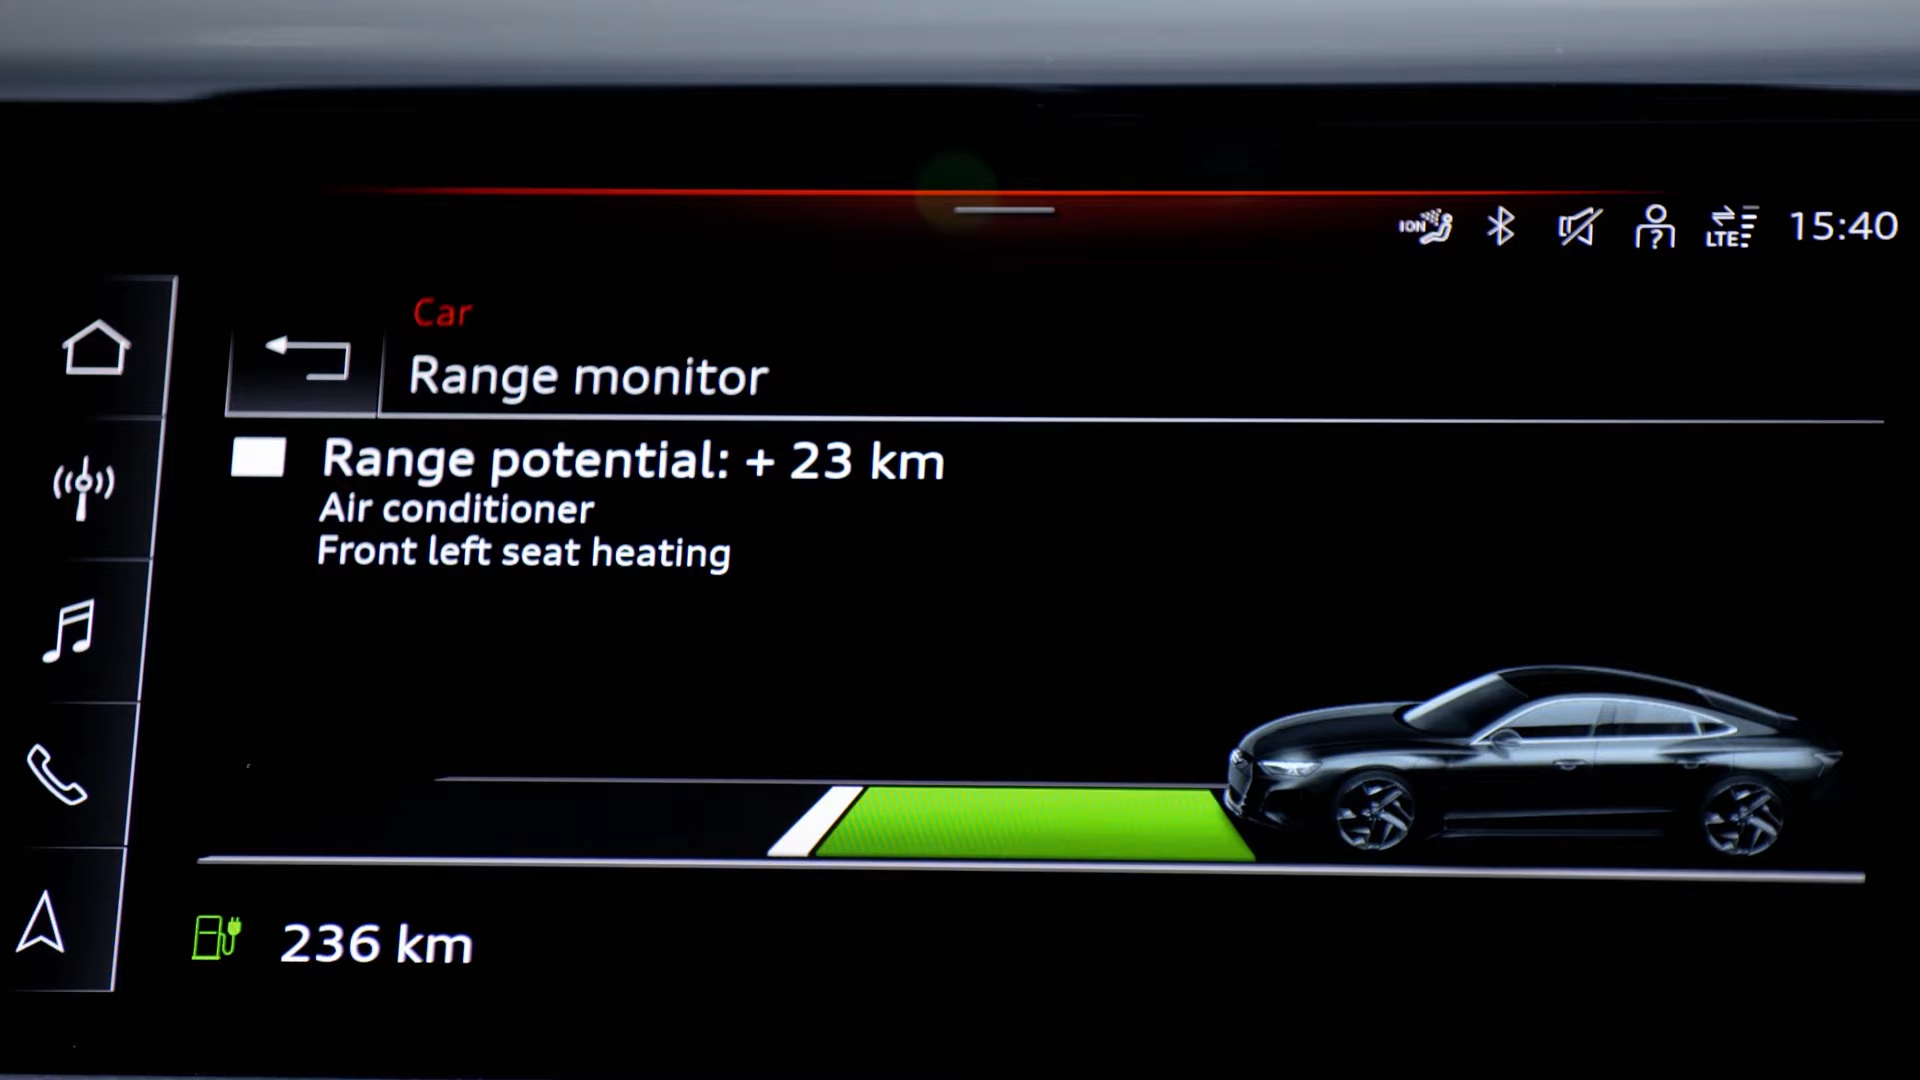 ION
LTE
15:40
Car
Range monitor
Range potential: + 23 km
Air conditioner
Front left seat heating
236 km